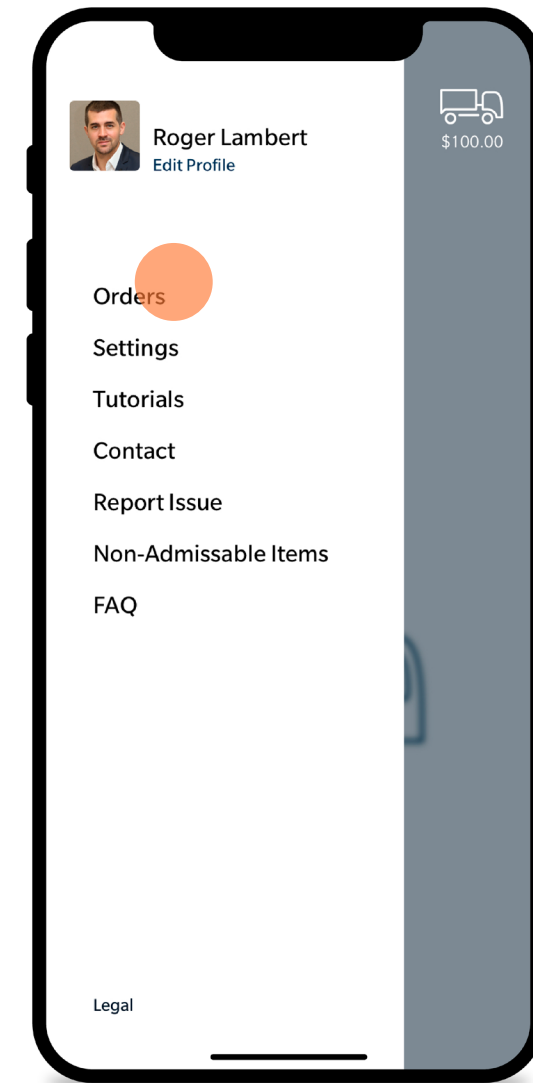 Roger Lambert
Edit Profile
$100.00
Orders
Settings
Tutorials
Contact
Report Issue
Non-Admissable Items
FAQ
Legal